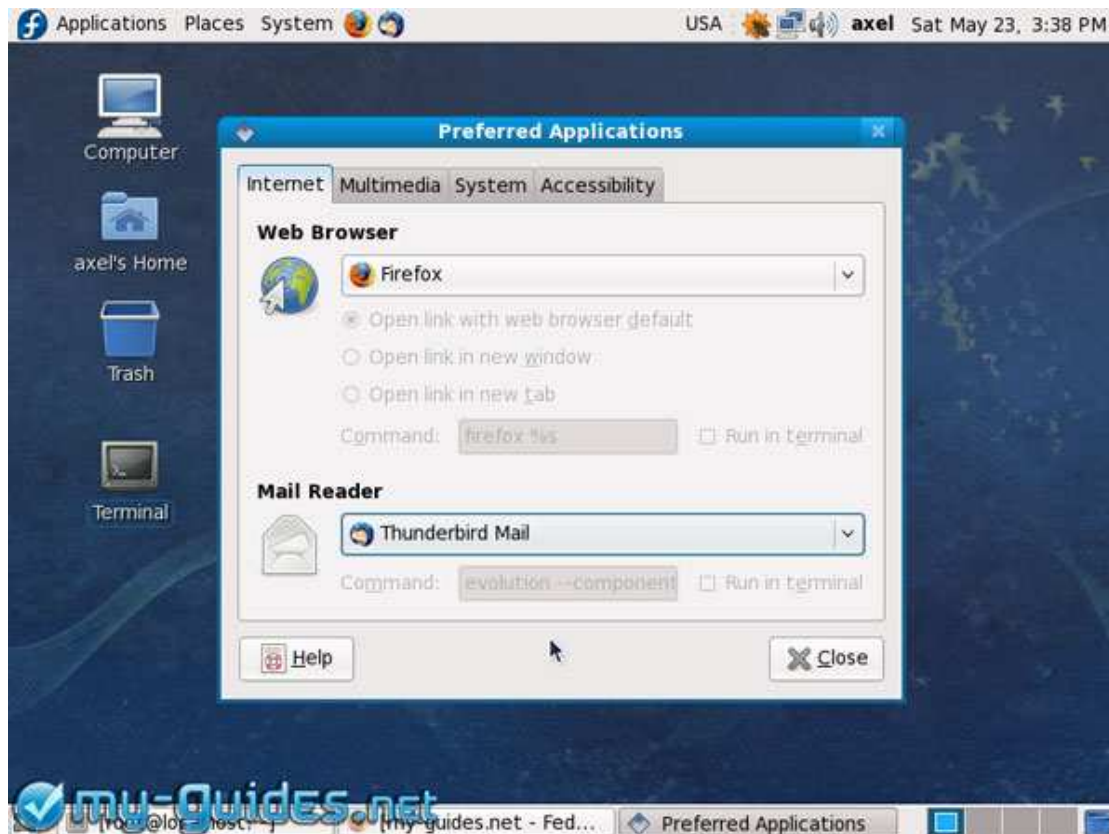 Applications Places System USA axel Sat May 23, 3:38 PM
Computer
axel's Home
Trash
Terminal
Preferred Applications
Internet Multimedia System Accessibility
Web Browser
Firefox
Open link with web browser default
Open link in new window
Open link in new tab
Command: firefox %s Run in terminal
Mail Reader
Thunderbird Mail
Command: evolution --component Run in terminal
Help Close
my-guides.net
[my-guides.net - Fed... Preferred Applications